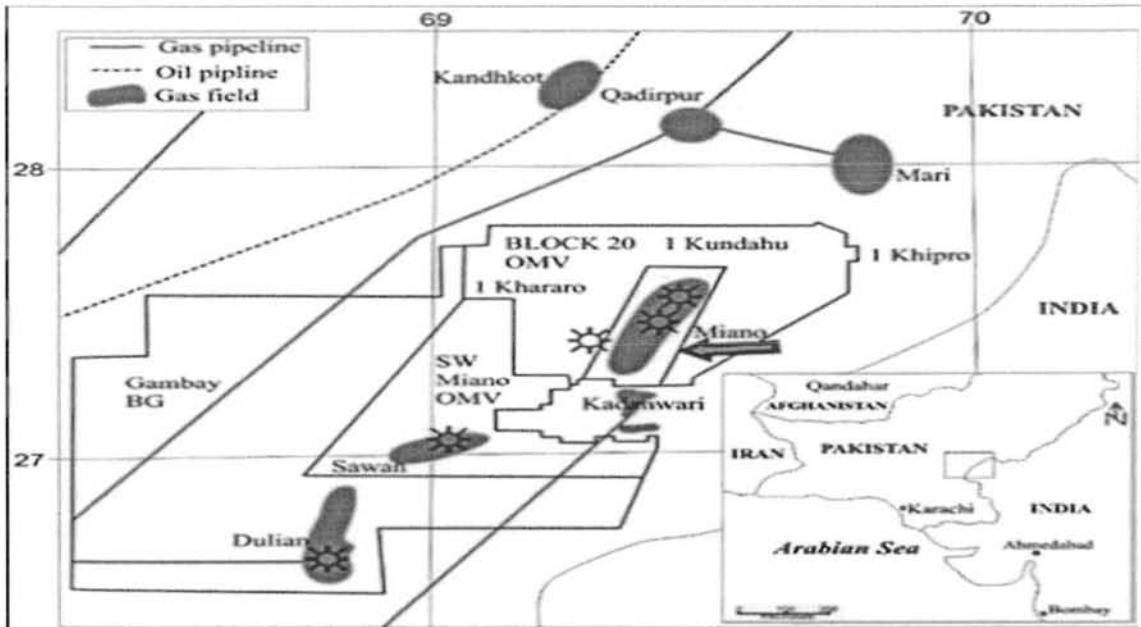 69
70
Gas pipeline
Oil pipline
Gas field
Kandhkot
Qadirpur
PAKISTAN
28
Mari
BLOCK 20
OMV
1 Kundahu
1 Khipro
1 Khararo
INDIA
Miano
Gambay
BG
SW
Miano
OMV
Kadanwari
27
Sawan
Dulian
Qandahar
AFGHANISTAN
N
IRAN
PAKISTAN
Karachi
INDIA
Arabian Sea
Ahmedabad
0
Bombay